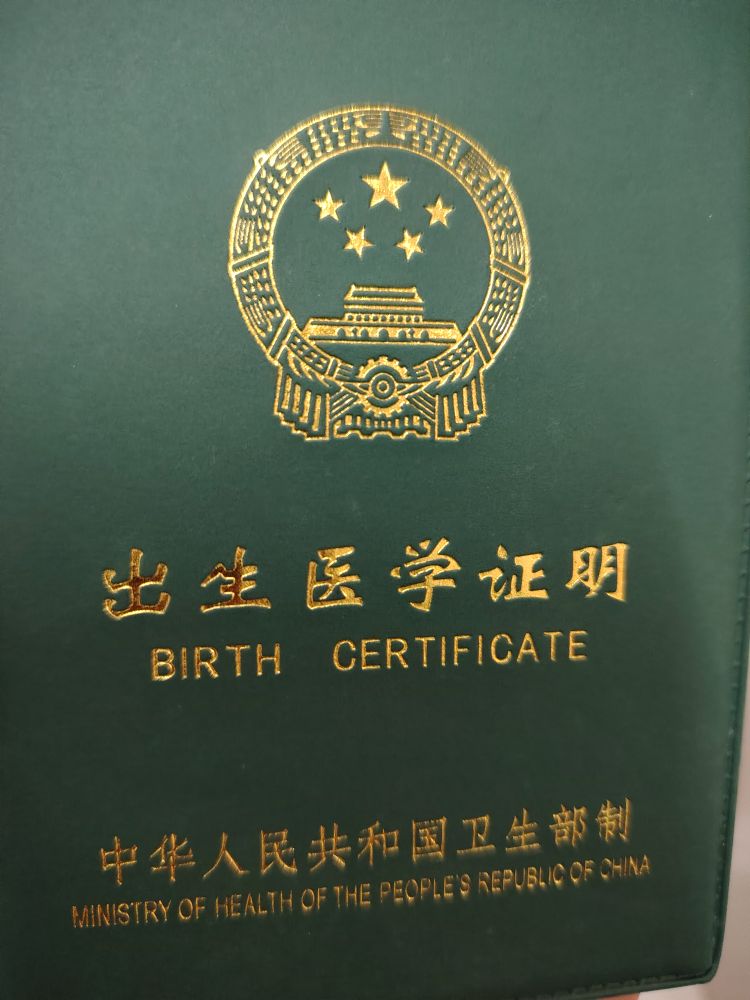 出生医学证明
BIRTH CERTIFICATE
中华人民共和国卫生部制
MINISTRY OF HEALTH OF THE PEOPLE'S REPUBLIC OF CHINA